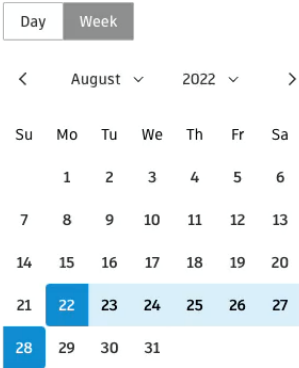 Day Week
August 2022
Su Mo Tu We Th Fr Sa
1 2 3 4 5 6
7 8 9 10 11 12 13
14 15 16 17 18 19 20
21 22 23 24 25 26 27
28 29 30 31